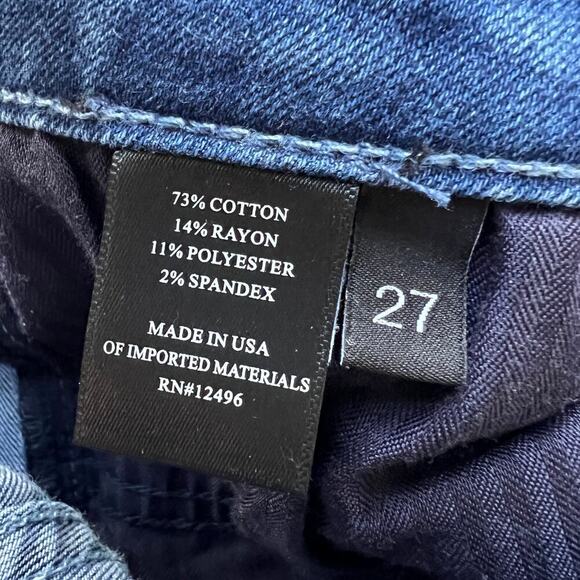 73% COTTON
14% RAYON
11% POLYESTER
2% SPANDEX
MADE IN USA
OF IMPORTED MATERIALS
RN#12496
27